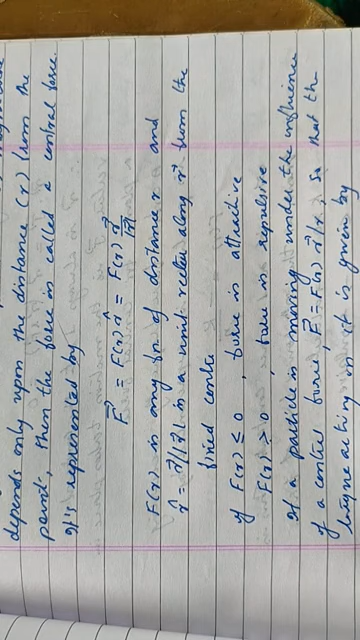 depends only upon the distance (r) from the
point, then the force is called a central force.
It is represented by
F⃗ = F(r) r̂ = F(r) r⃗/|r⃗|
F(r) is any fn. of distance r and
r̂ = r⃗/|r⃗| is a unit vector along r⃗ from the
fixed centre
if F(r) ≤ 0, force is attractive
F(r) > 0, force is repulsive
If a particle is moving under the influence
of a central force, F⃗ = F(r) r⃗/r so that the
torque acting on it is given by